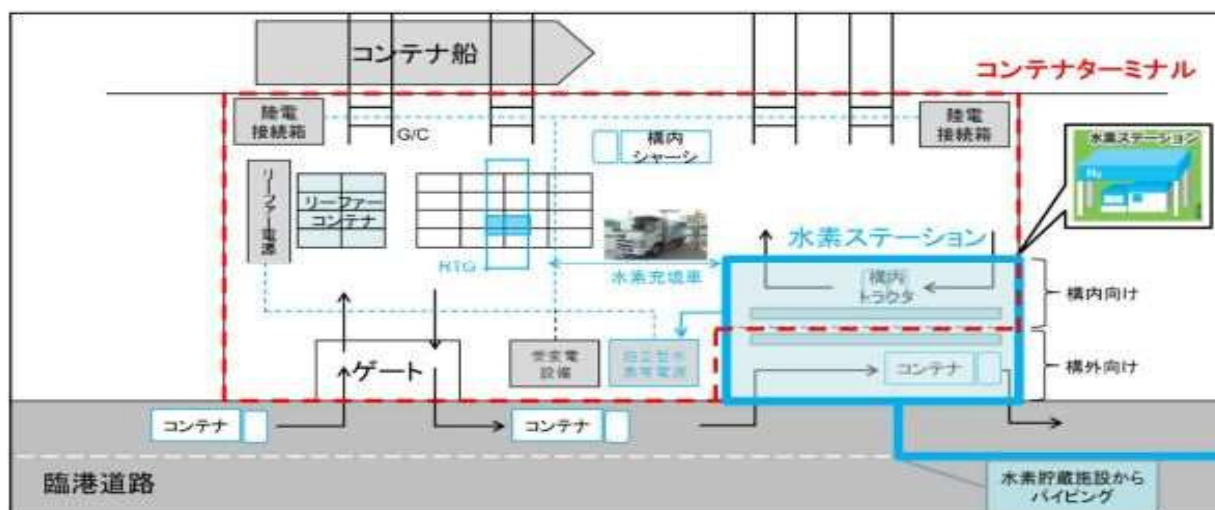 コンテナ船
コンテナターミナル
陸電
接続箱
G/C
構内
シャーシ
陸電
接続箱
水素ステーション
H₂
リーファー電源
リーファー
コンテナ
RTG
水素充填車
水素ステーション
構内
トラクタ
構内向け
ゲート
受変電
設備
コンテナ
構外向け
コンテナ
コンテナ
臨港道路
水素貯蔵施設から
パイピング